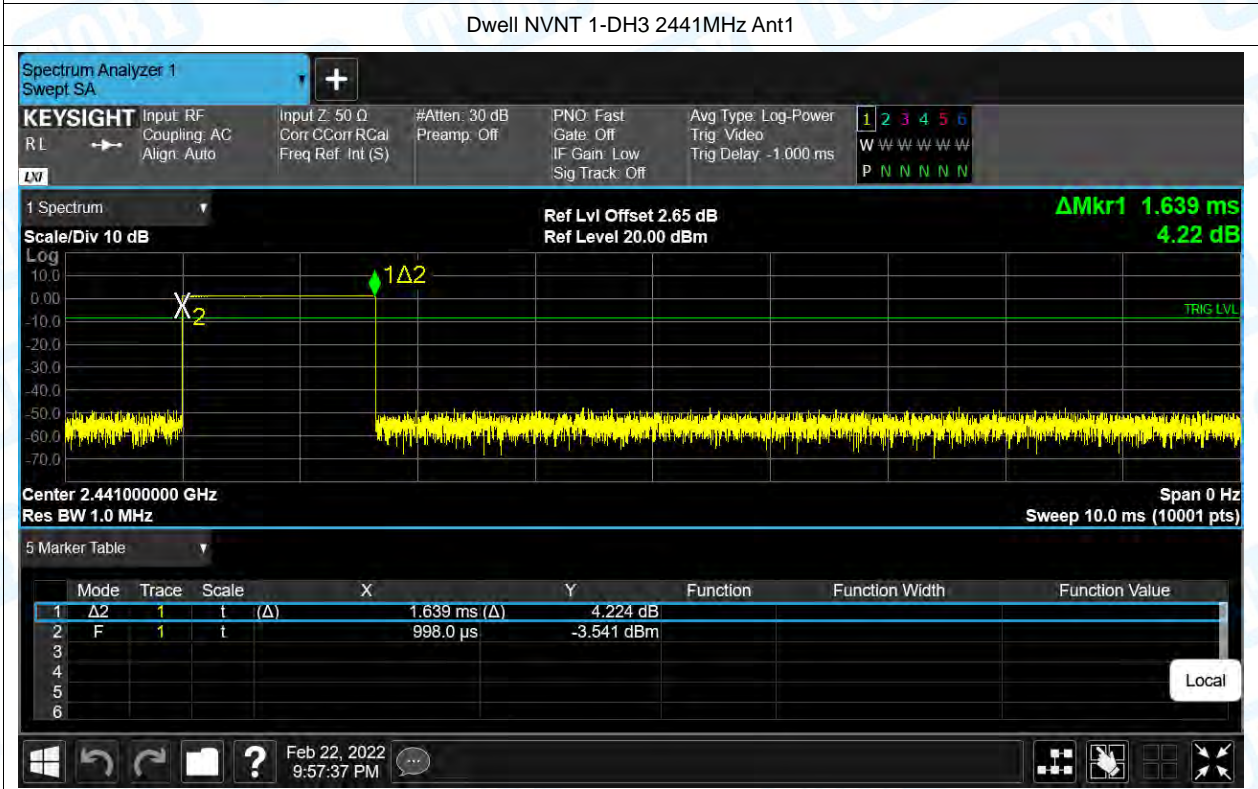 Dwell NVNT 1-DH3 2441MHz Ant1
Spectrum Analyzer 1
Swept SA
+
KEYSIGHT
RL
LXI
Input: RF
Coupling: AC
Align: Auto
Input Z: 50 Ω
Corr CCorr RCal
Freq Ref: Int (S)
#Atten: 30 dB
Preamp: Off
PNO: Fast
Gate: Off
IF Gain: Low
Sig Track: Off
Avg Type: Log-Power
Trig: Video
Trig Delay: -1.000 ms
1 2 3 4 5 6
W W W W W W
P N N N N N
1 Spectrum
Scale/Div 10 dB
Ref Lvl Offset 2.65 dB
Ref Level 20.00 dBm
ΔMkr1 1.639 ms
4.22 dB
Log
10.0
0.00
-10.0
-20.0
-30.0
-40.0
-50.0
-60.0
-70.0
1Δ2
X2
TRIG LVL
Center 2.441000000 GHz
Res BW 1.0 MHz
Span 0 Hz
Sweep 10.0 ms (10001 pts)
5 Marker Table
Mode Trace Scale X Y Function Function Width Function Value
1 Δ2 1 t (Δ) 1.639 ms (Δ) 4.224 dB
2 F 1 t 998.0 µs -3.541 dBm
3
4
5
6
Local
?
Feb 22, 2022
9:57:37 PM